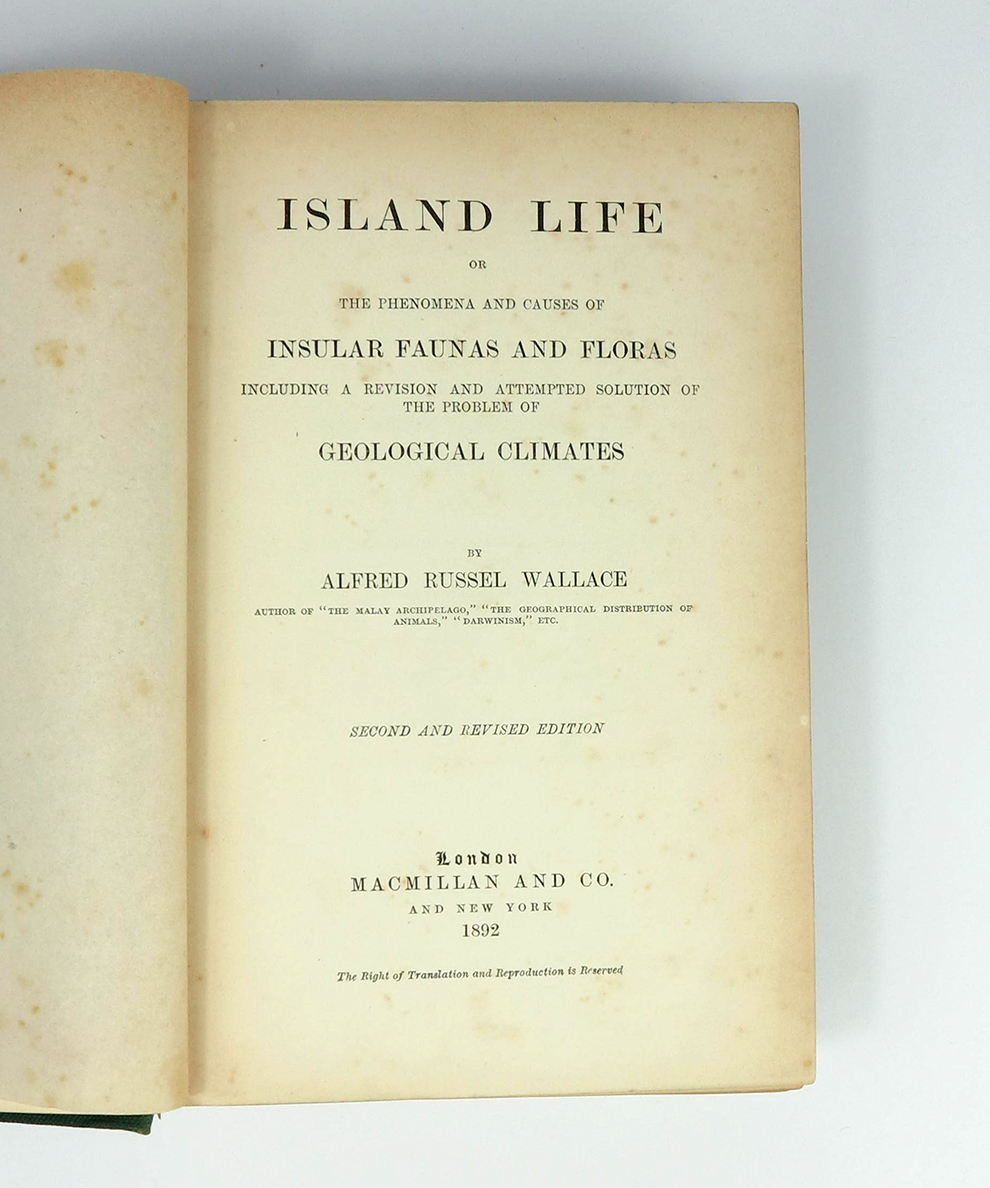 ISLAND LIFE
OR
THE PHENOMENA AND CAUSES OF
INSULAR FAUNAS AND FLORAS
INCLUDING A REVISION AND ATTEMPTED SOLUTION OF
THE PROBLEM OF
GEOLOGICAL CLIMATES
BY
ALFRED RUSSEL WALLACE
AUTHOR OF "THE MALAY ARCHIPELAGO," "THE GEOGRAPHICAL DISTRIBUTION OF
ANIMALS," "DARWINISM," ETC.
SECOND AND REVISED EDITION
London
MACMILLAN AND CO.
AND NEW YORK
1892
The Right of Translation and Reproduction is Reserved